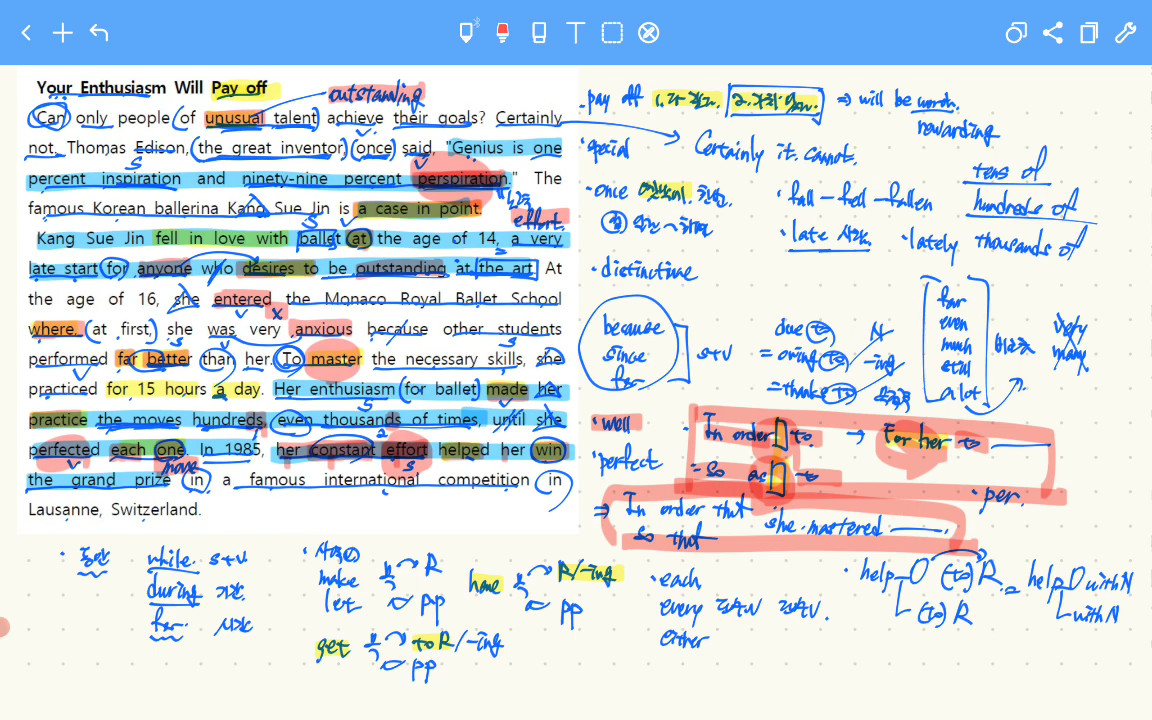 Your Enthusiasm Will Pay off
outstanding
Can only people of unusual talent achieve their goals? Certainly
not. Thomas Edison, (the great inventor) (once) said, "Genius is one
S
percent inspiration and ninety-nine percent perspiration." The
famous Korean ballerina Kang Sue Jin is a case in point.
effort.
S
Kang Sue Jin fell in love with ballet at the age of 14, a very
late start for anyone who desires to be outstanding at the art. At
the age of 16, she entered the Monaco Royal Ballet School
where, (at first,) she was very anxious because other students
S
performed far better than her. To master the necessary skills, she
practiced for 15 hours a day. Her enthusiasm (for ballet) made her
S
practice the moves hundreds, even thousands of times, until she
perfected each one. In 1985, her constant effort helped her win
move
S
the grand prize in a famous international competition in
Lausanne, Switzerland.
pay off
⇒ will be
rewarding
special
Certainly it cannot.
once
distinctive
fall - fell - fallen
late
lately
tens of
hundreds of
thousands of
because
since
for
s+v
due to N
= owing to -ing
= thanks to
far
even
much
still
a lot
very
many
well
perfect
In order to → For her to
= so as to
per.
⇒ In order that she mastered
so that
동안
while s+v
during
for
make R
let pp
have R/-ing
pp
get to R/-ing
pp
each
every
either
help O (to) R = help O with N
(to) R
with N